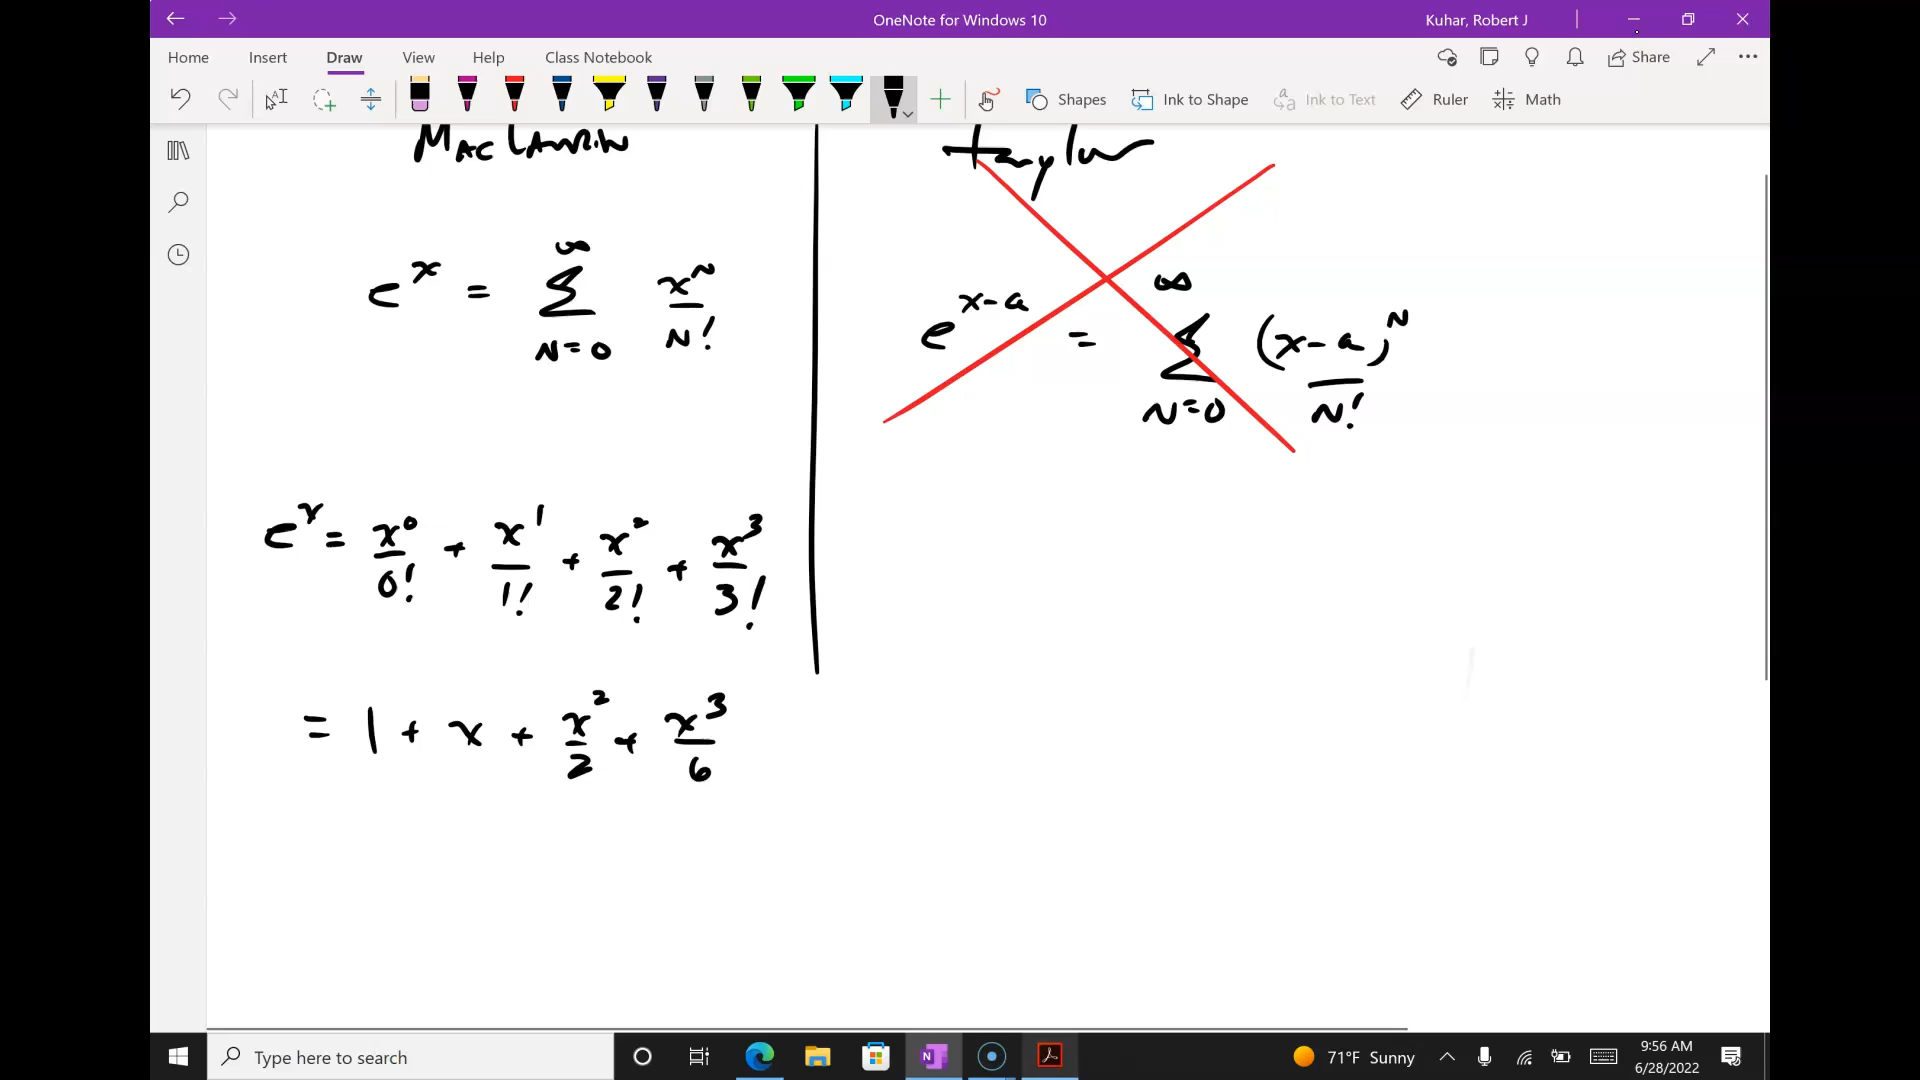 OneNote for Windows 10
Kuhar, Robert J
Home Insert Draw View Help Class Notebook Share
Shapes Ink to Shape Ink to Text Ruler Math
MacLaurin
Taylor
e^x = ∑_{N=0}^{∞} x^N/N!
e^{x-a} = ∑_{N=0}^{∞} (x-a)^N/N!
e^x = x^0/0! + x^1/1! + x^2/2! + x^3/3!
= 1 + x + x^2/2 + x^3/6
Type here to search
71°F Sunny
9:56 AM
6/28/2022